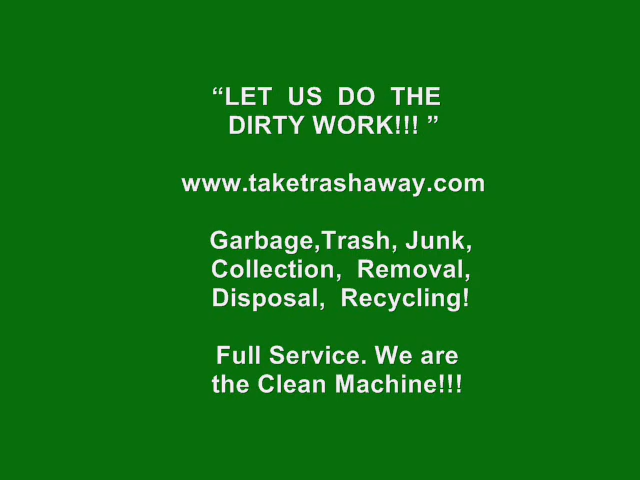 “LET US DO THE
DIRTY WORK!!! ”
www.taketrashaway.com
Garbage,Trash, Junk,
Collection, Removal,
Disposal, Recycling!
Full Service. We are
the Clean Machine!!!